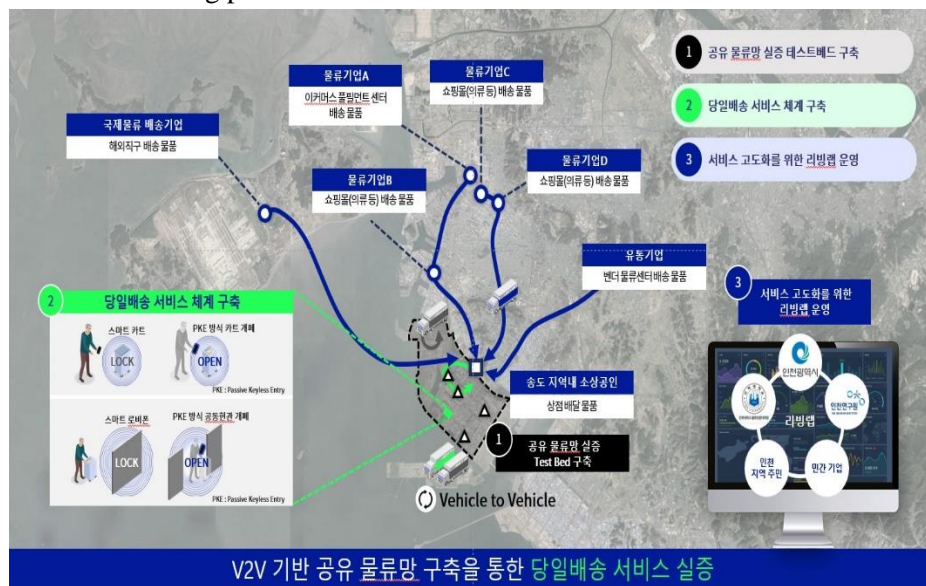 1 공유 물류망 실증 테스트베드 구축
2 당일배송 서비스 체계 구축
3 서비스 고도화를 위한 리빙랩 운영
물류기업C
쇼핑몰(의류 등) 배송 물품
물류기업A
이커머스 풀필먼트 센터
배송 물품
국제물류 배송기업
해외직구 배송 물품
물류기업B
쇼핑몰(의류 등) 배송 물품
물류기업D
쇼핑몰(의류 등) 배송 물품
유통기업
벤더 물류센터 배송 물품
2 당일배송 서비스 체계 구축
스마트 카트
LOCK
PKE 방식 카트 개폐
OPEN
PKE : Passive Keyless Entry
스마트 로비폰
LOCK
PKE 방식 공동현관 개폐
OPEN
PKE : Passive Keyless Entry
송도 지역내 소상공인
상점 배달 물품
1
공유 물류망 실증
Test Bed 구축
Vehicle to Vehicle
3
서비스 고도화를 위한
리빙랩 운영
인천광역시
인천연구원
리빙랩
인천
지역 주민
민간 기업
V2V 기반 공유 물류망 구축을 통한 당일배송 서비스 실증